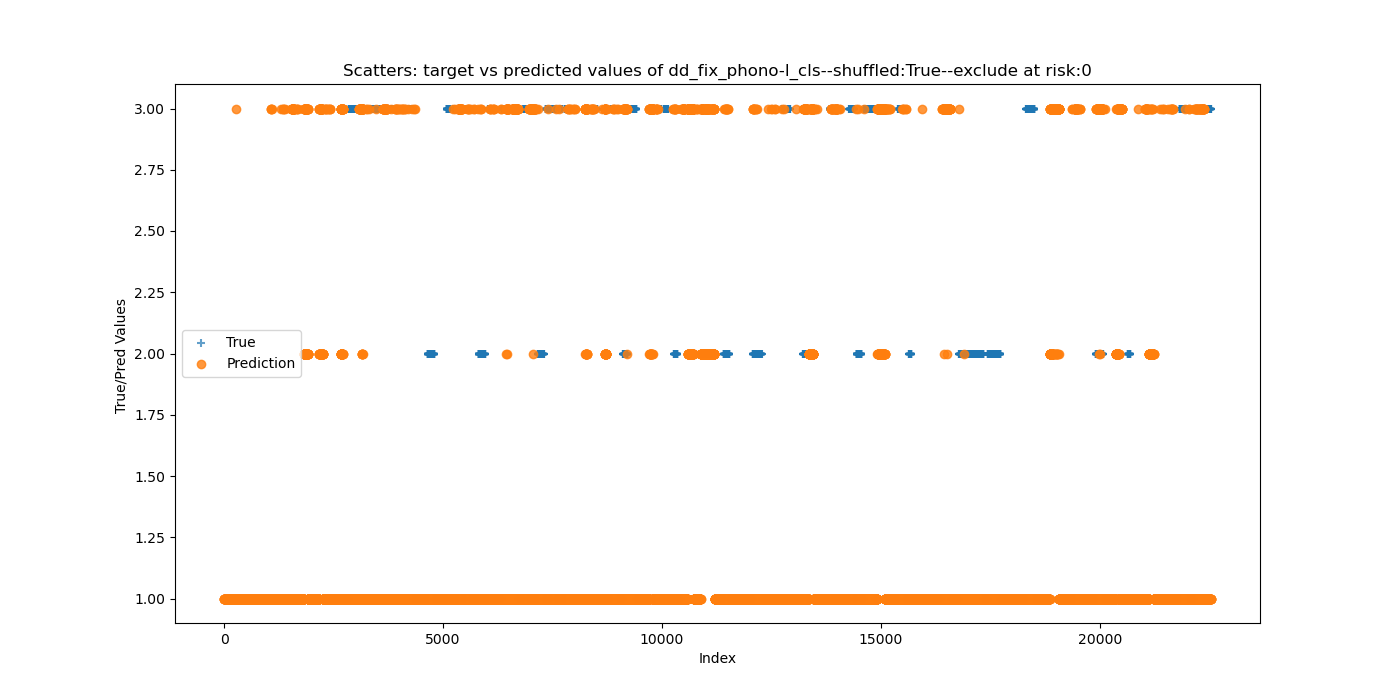 Scatters: target vs predicted values of dd_fix_phono-l_cls--shuffled:True--exclude at risk:0
3.00
2.75
2.50
2.25
2.00
1.75
1.50
1.25
1.00
True/Pred Values
True
Prediction
0
5000
10000
15000
20000
Index